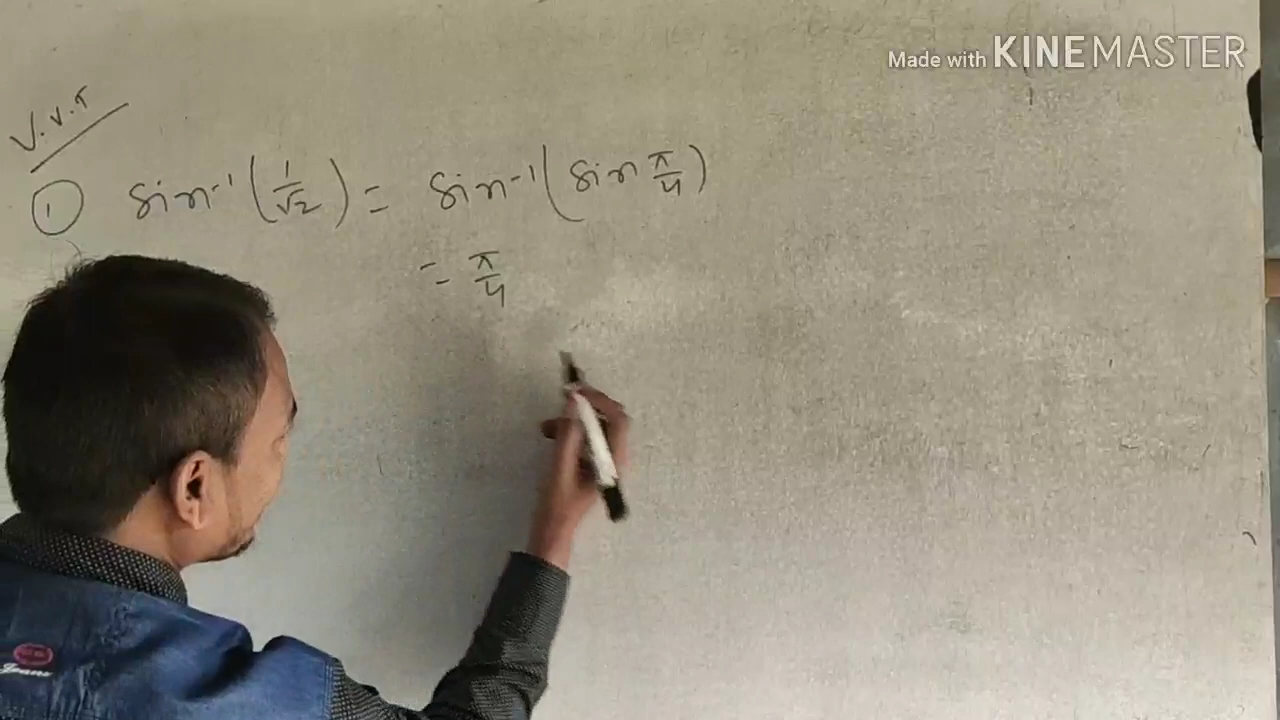 Made with KINEMASTER
V.V.I
① sin⁻¹(1/√2) = sin⁻¹(sin π/4)
= π/4